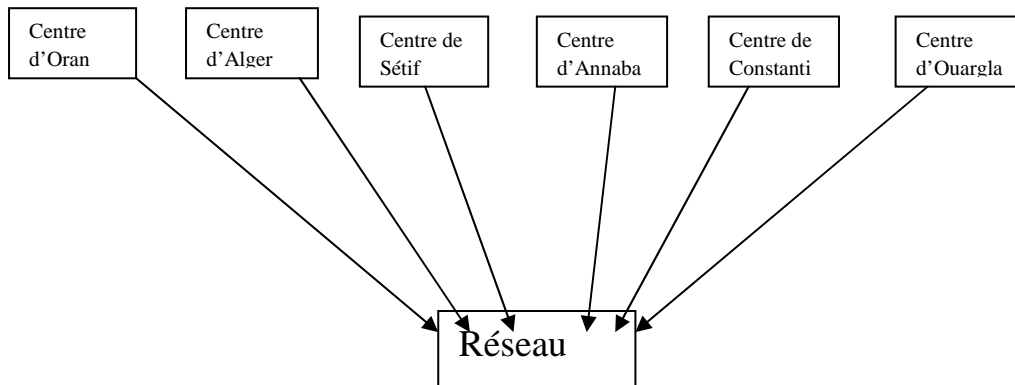 Centre
d’Oran
Centre
d’Alger
Centre de
Sétif
Centre
d’Annaba
Centre de
Constanti
Centre
d’Ouargla
Réseau